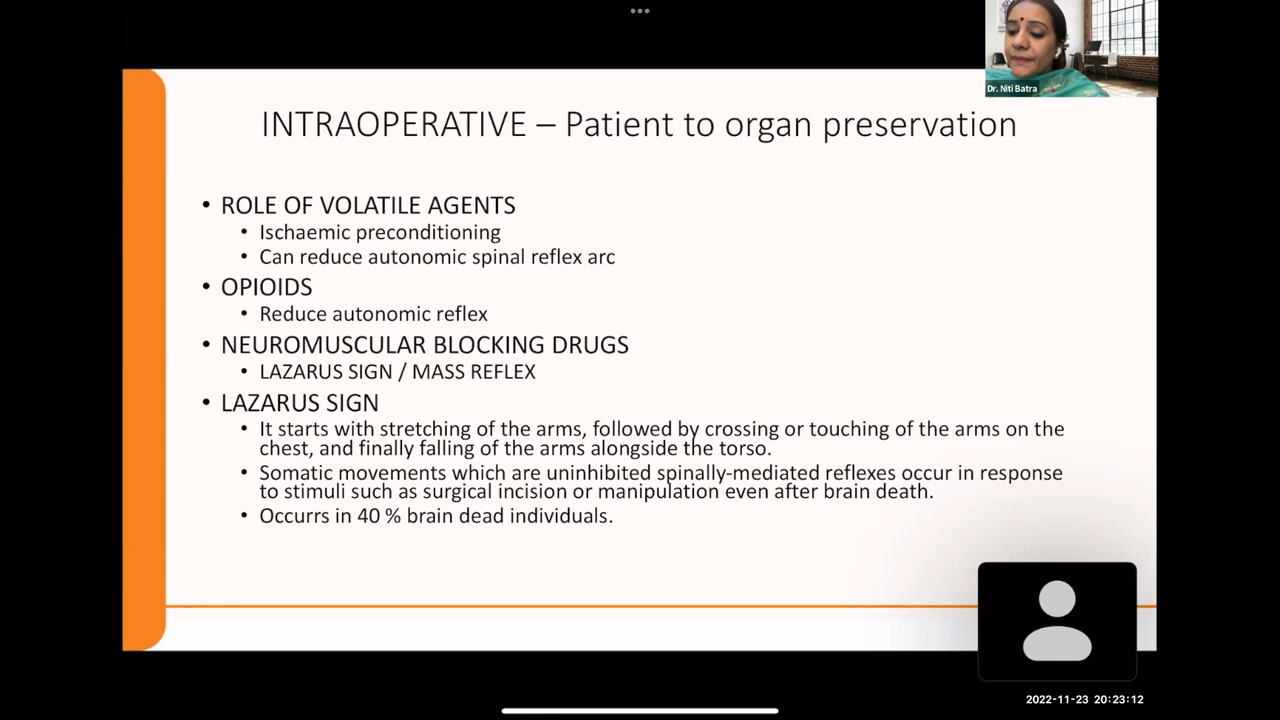 Dr. Niti Batra
INTRAOPERATIVE – Patient to organ preservation
• ROLE OF VOLATILE AGENTS
• Ischaemic preconditioning
• Can reduce autonomic spinal reflex arc
• OPIOIDS
• Reduce autonomic reflex
• NEUROMUSCULAR BLOCKING DRUGS
• LAZARUS SIGN / MASS REFLEX
• LAZARUS SIGN
• It starts with stretching of the arms, followed by crossing or touching of the arms on the
chest, and finally falling of the arms alongside the torso.
• Somatic movements which are uninhibited spinally-mediated reflexes occur in response
to stimuli such as surgical incision or manipulation even after brain death.
• Occurrs in 40 % brain dead individuals.
2022-11-23 20:23:12